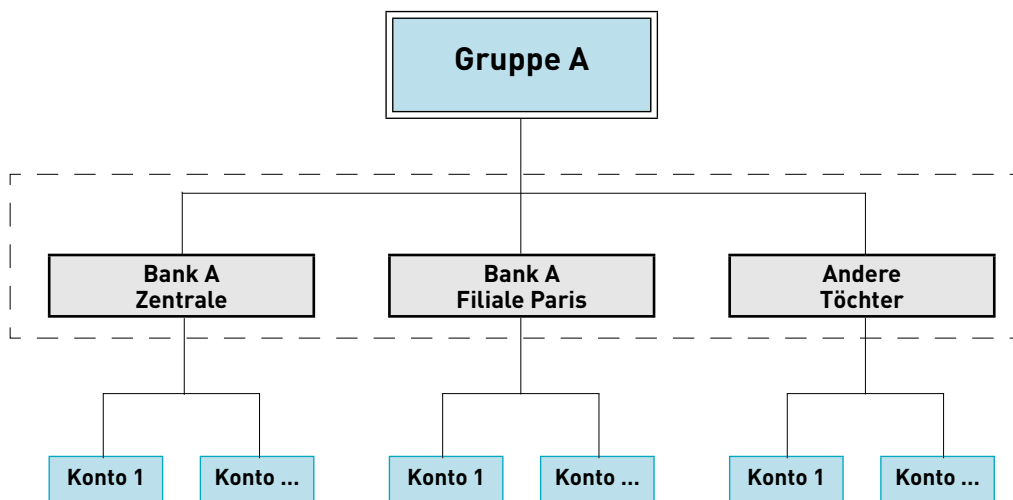 Gruppe A
Bank A
Zentrale
Bank A
Filiale Paris
Andere
Töchter
Konto 1
Konto ...
Konto 1
Konto ...
Konto 1
Konto ...